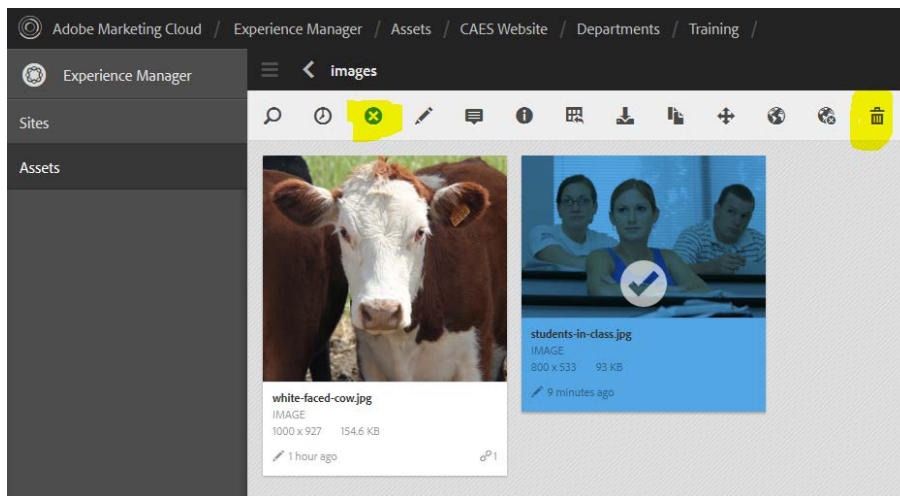 Adobe Marketing Cloud / Experience Manager / Assets / CAES Website / Departments / Training /
Experience Manager
images
Sites
Assets
white-faced-cow.jpg
IMAGE
1000 x 927 154.6 KB
1 hour ago 1
students-in-class.jpg
IMAGE
800 x 533 93 KB
9 minutes ago